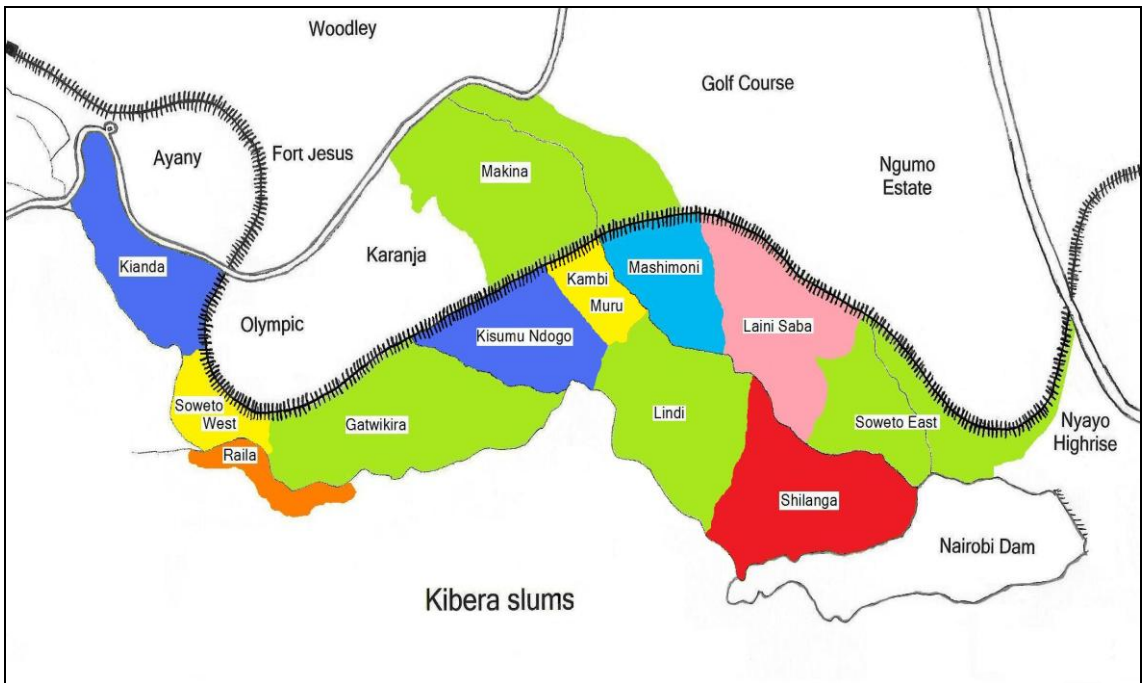 Woodley
Golf Course
Ayany
Fort Jesus
Makina
Ngumo
Estate
Karanja
Kianda
Kambi
Muru
Mashimoni
Olympic
Kisumu Ndogo
Laini Saba
Soweto
West
Gatwikira
Lindi
Soweto East
Nyayo
Highrise
Raila
Shilanga
Nairobi Dam
Kibera slums